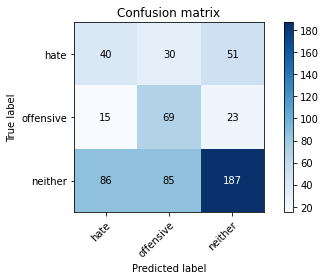 Confusion matrix
hate 40 30 51
offensive 15 69 23
neither 86 85 187
hate offensive neither
True label
Predicted label
180
160
140
120
100
80
60
40
20